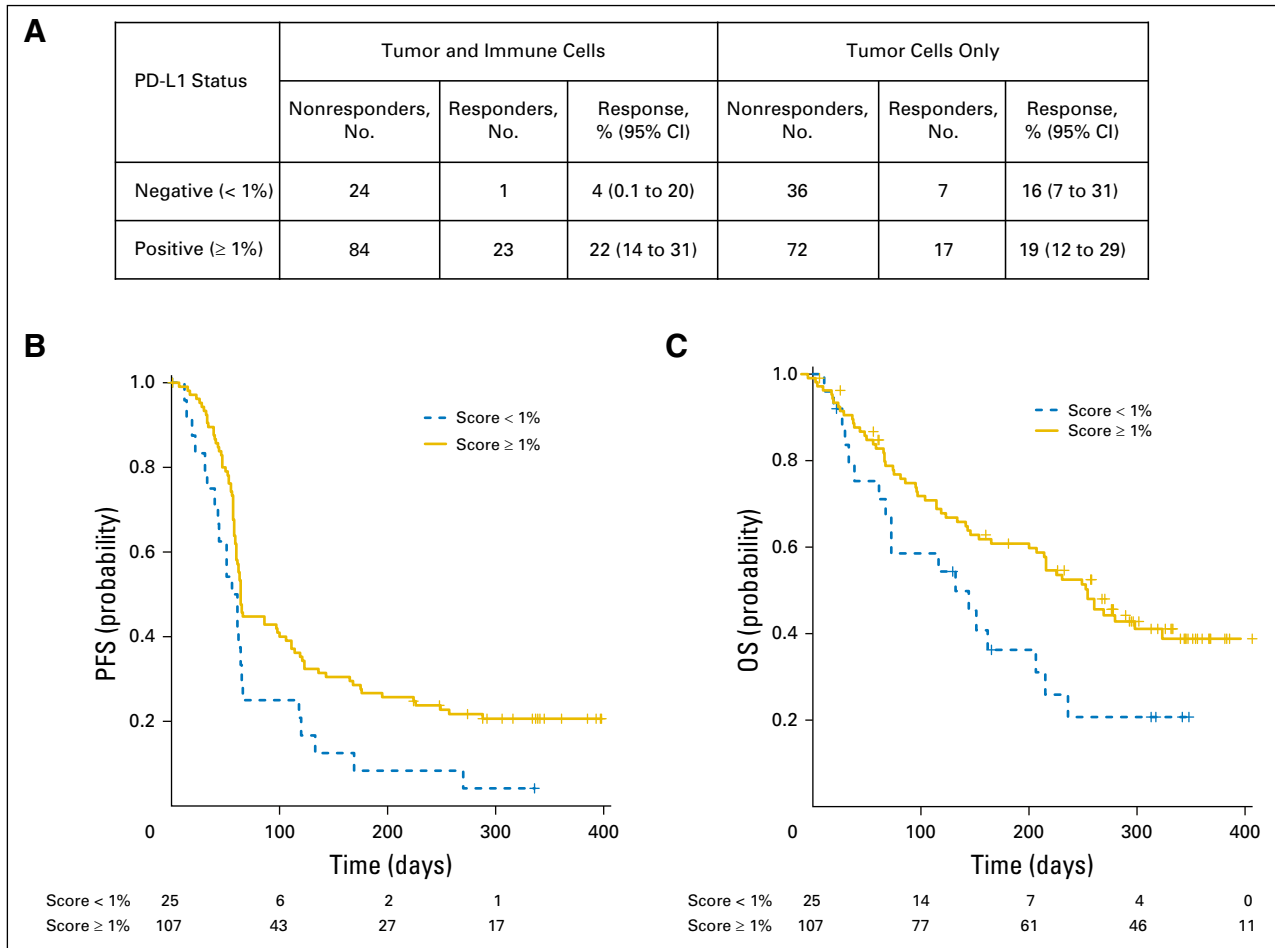 A
PD-L1 Status
Tumor and Immune Cells
Tumor Cells Only
Nonresponders, No.
Responders, No.
Response, % (95% CI)
Nonresponders, No.
Responders, No.
Response, % (95% CI)
Negative (< 1%) 24 1 4 (0.1 to 20) 36 7 16 (7 to 31)
Positive (≥ 1%) 84 23 22 (14 to 31) 72 17 19 (12 to 29)
B
PFS (probability)
1.0
0.8
0.6
0.4
0.2
Score < 1%
Score ≥ 1%
0 100 200 300 400
Time (days)
Score < 1% 25 6 2 1
Score ≥ 1% 107 43 27 17
C
OS (probability)
1.0
0.8
0.6
0.4
0.2
Score < 1%
Score ≥ 1%
0 100 200 300 400
Time (days)
Score < 1% 25 14 7 4 0
Score ≥ 1% 107 77 61 46 11